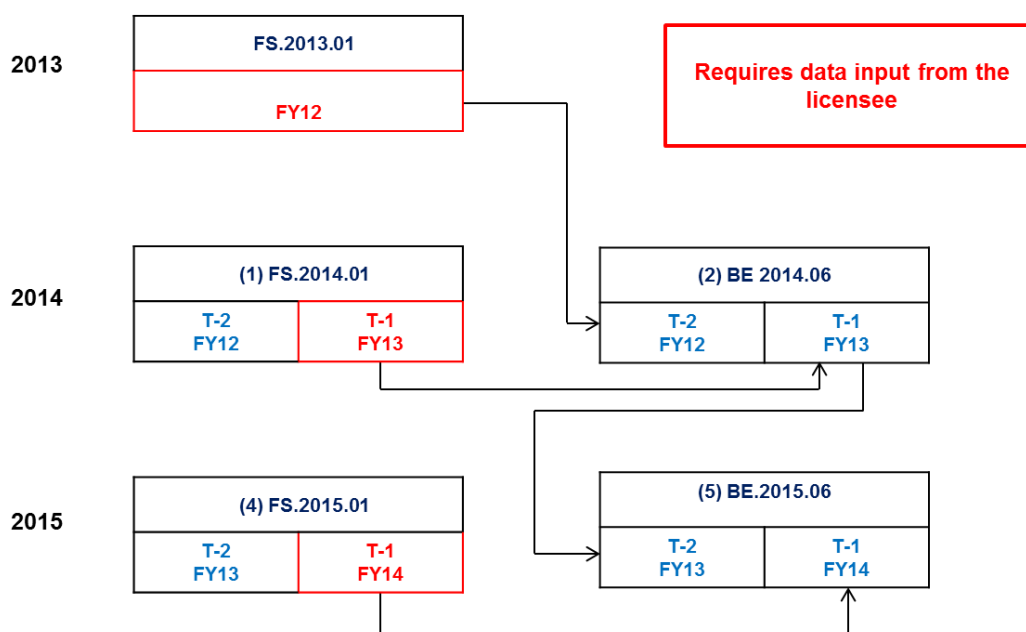 FS.2013.01
2013
FY12
Requires data input from the
licensee
(1) FS.2014.01
(2) BE 2014.06
2014
T-2
FY12
T-1
FY13
T-2
FY12
T-1
FY13
(4) FS.2015.01
(5) BE.2015.06
2015
T-2
FY13
T-1
FY14
T-2
FY13
T-1
FY14